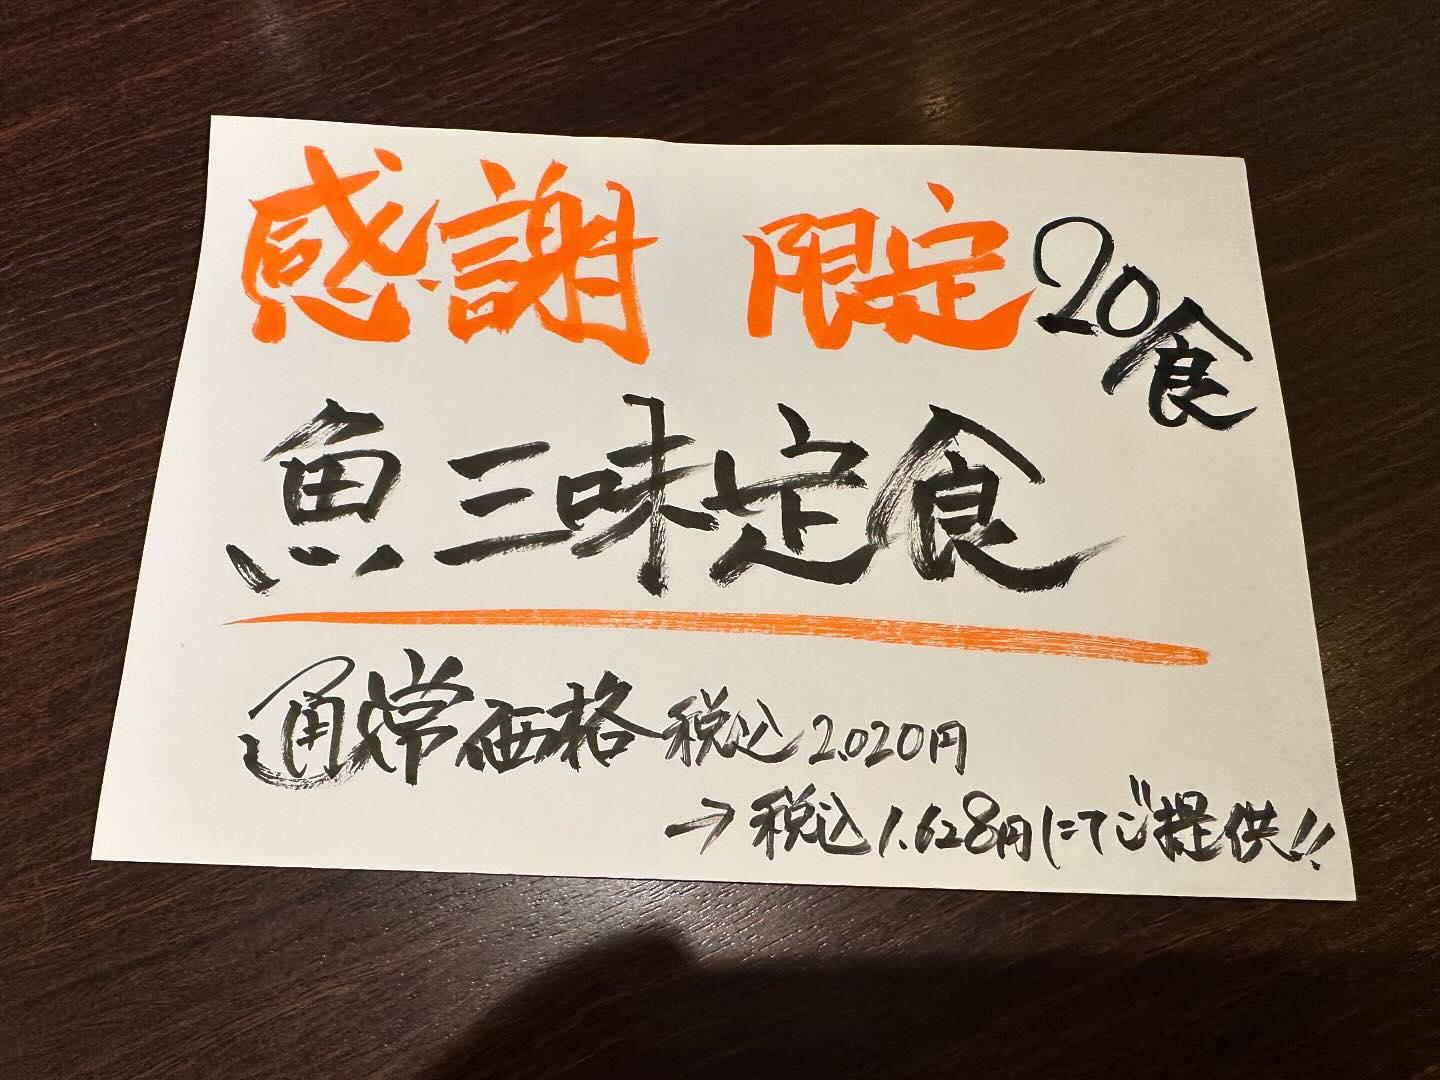 感謝 限定20食
魚三味定食
通常価格 税込2,020円
→税込1,628円にてご提供!!